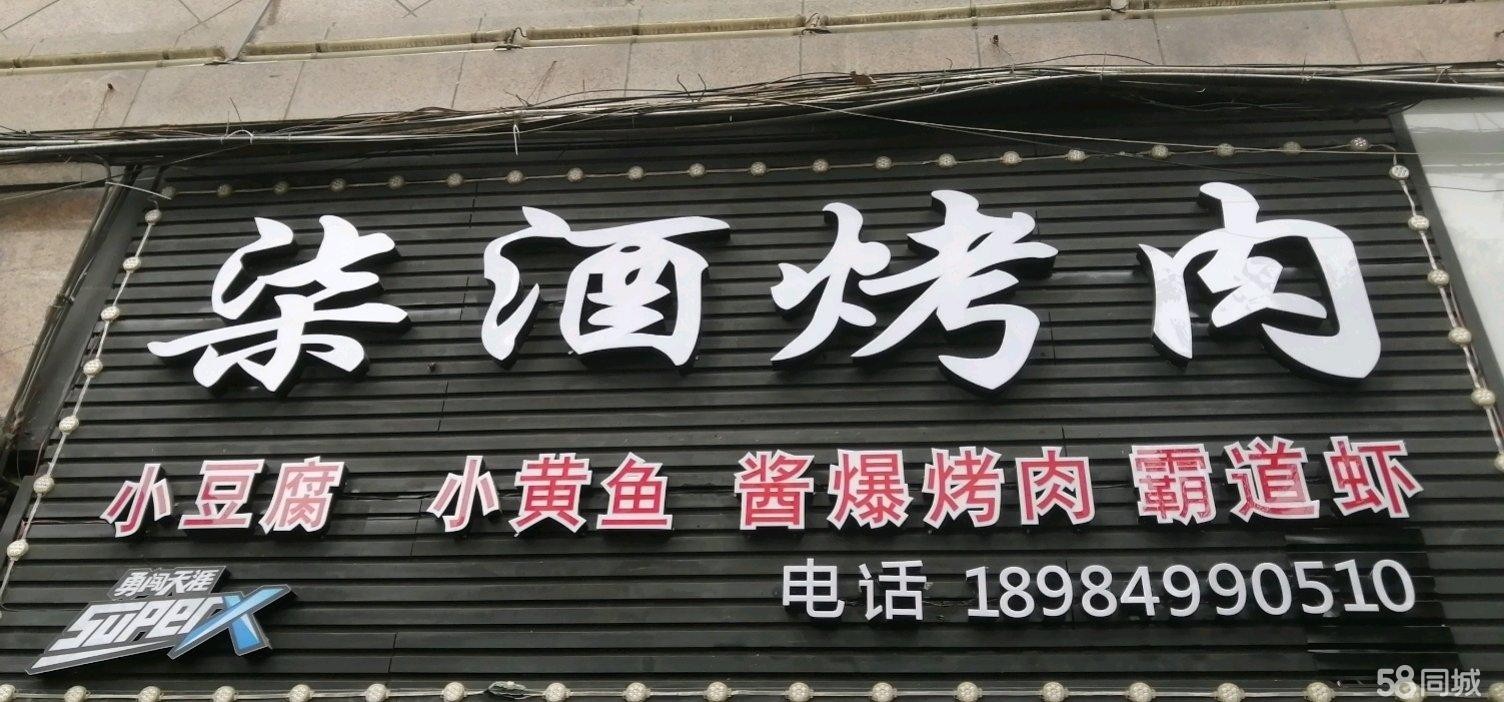 柒酒烤肉
小豆腐 小黄鱼 酱爆烤肉 霸道虾
电话 18984990510
勇闯天涯
SUPERX
58同城